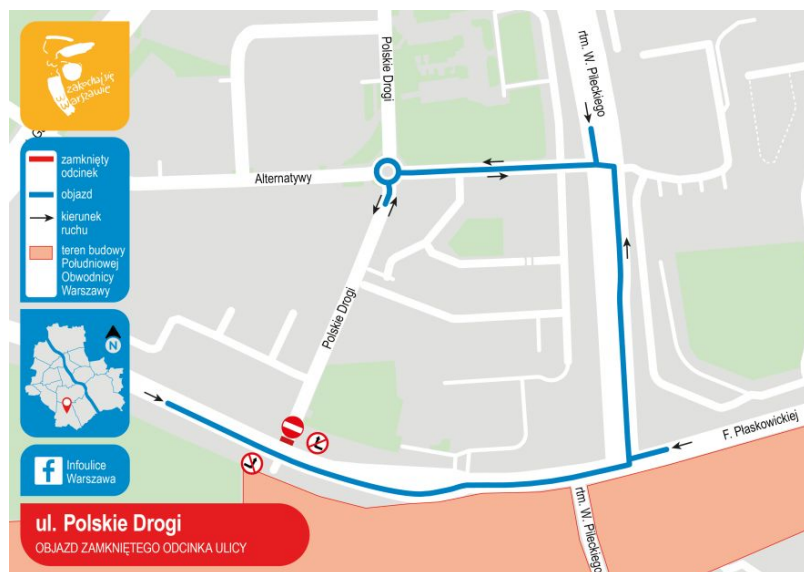 zakochaj się
w
Warszawie
zamknięty
odcinek
objazd
kierunek
ruchu
teren budowy
Południowej
Obwodnicy
Warszawy
N
Infoulice
Warszawa
ul. Polskie Drogi
OBJAZD ZAMKNIĘTEGO ODCINKA ULICY
Polskie Drogi
rtm. W. Pileckiego
Alternatywy
Polskie Drogi
F. Płaskowickiej
rtm. W. Pileckiego